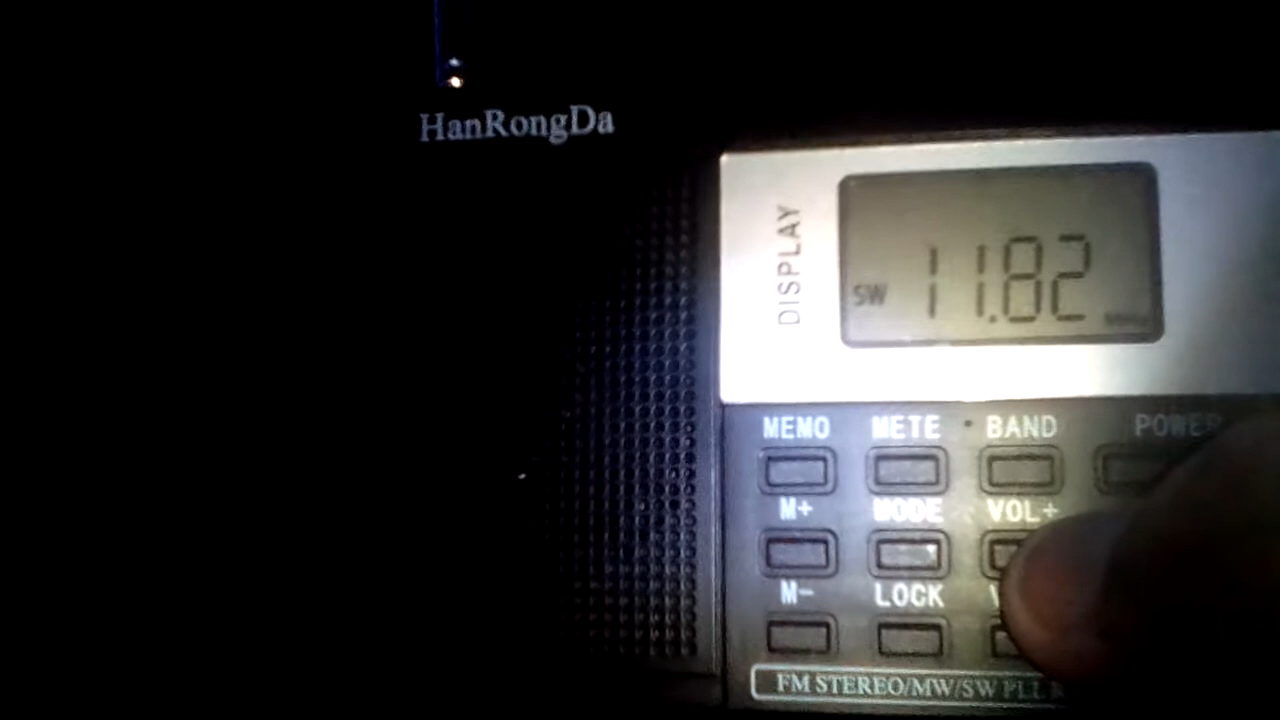 HanRongDa
DISPLAY
SW 11.82
MEMO METE BAND POWER
M+ MODE VOL+
M- LOCK
FM STEREO/MW/SW PLL